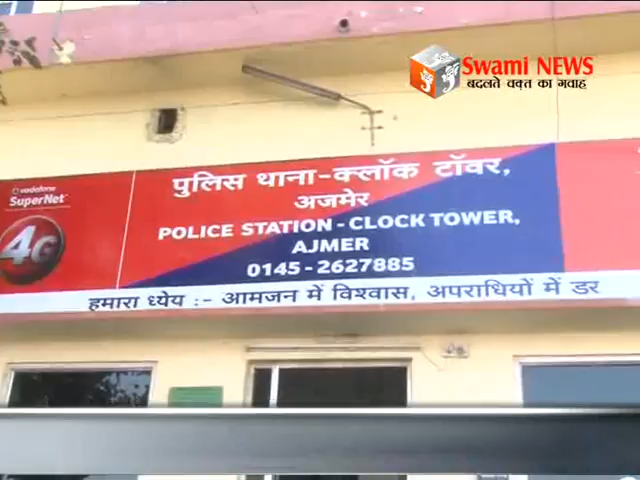 Swami NEWS
बदलते वक़्त का गवाह
vodafone
SuperNet™
4G
पुलिस थाना-क्लॉक टॉवर,
अजमेर
POLICE STATION-CLOCK TOWER,
AJMER
0145-2627885
हमारा ध्येय :- आमजन में विश्वास, अपराधियों में डर